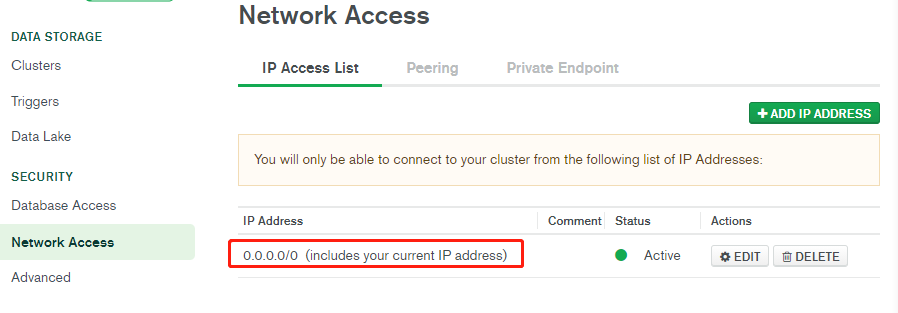 Network Access
DATA STORAGE
Clusters
Triggers
Data Lake
SECURITY
Database Access
Network Access
Advanced
IP Access List Peering Private Endpoint
ADD IP ADDRESS
You will only be able to connect to your cluster from the following list of IP Addresses:
IP Address Comment Status Actions
0.0.0.0/0 (includes your current IP address) Active EDIT DELETE